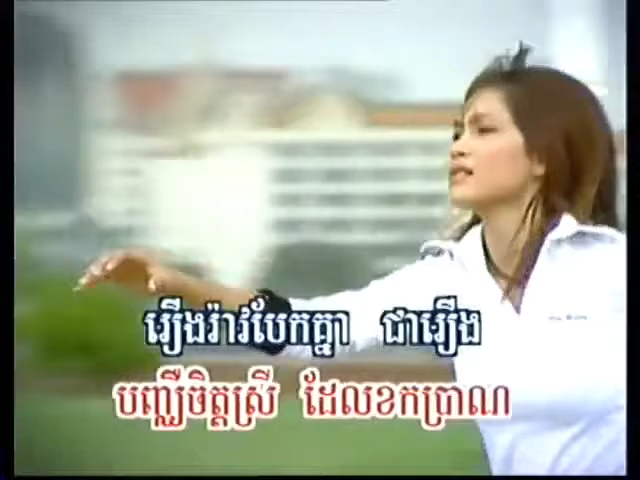 រឿងរ៉ាវបែកគ្នា ជារឿង
បញ្ឈឺចិត្តស្រី ដែលខកប្រាណ